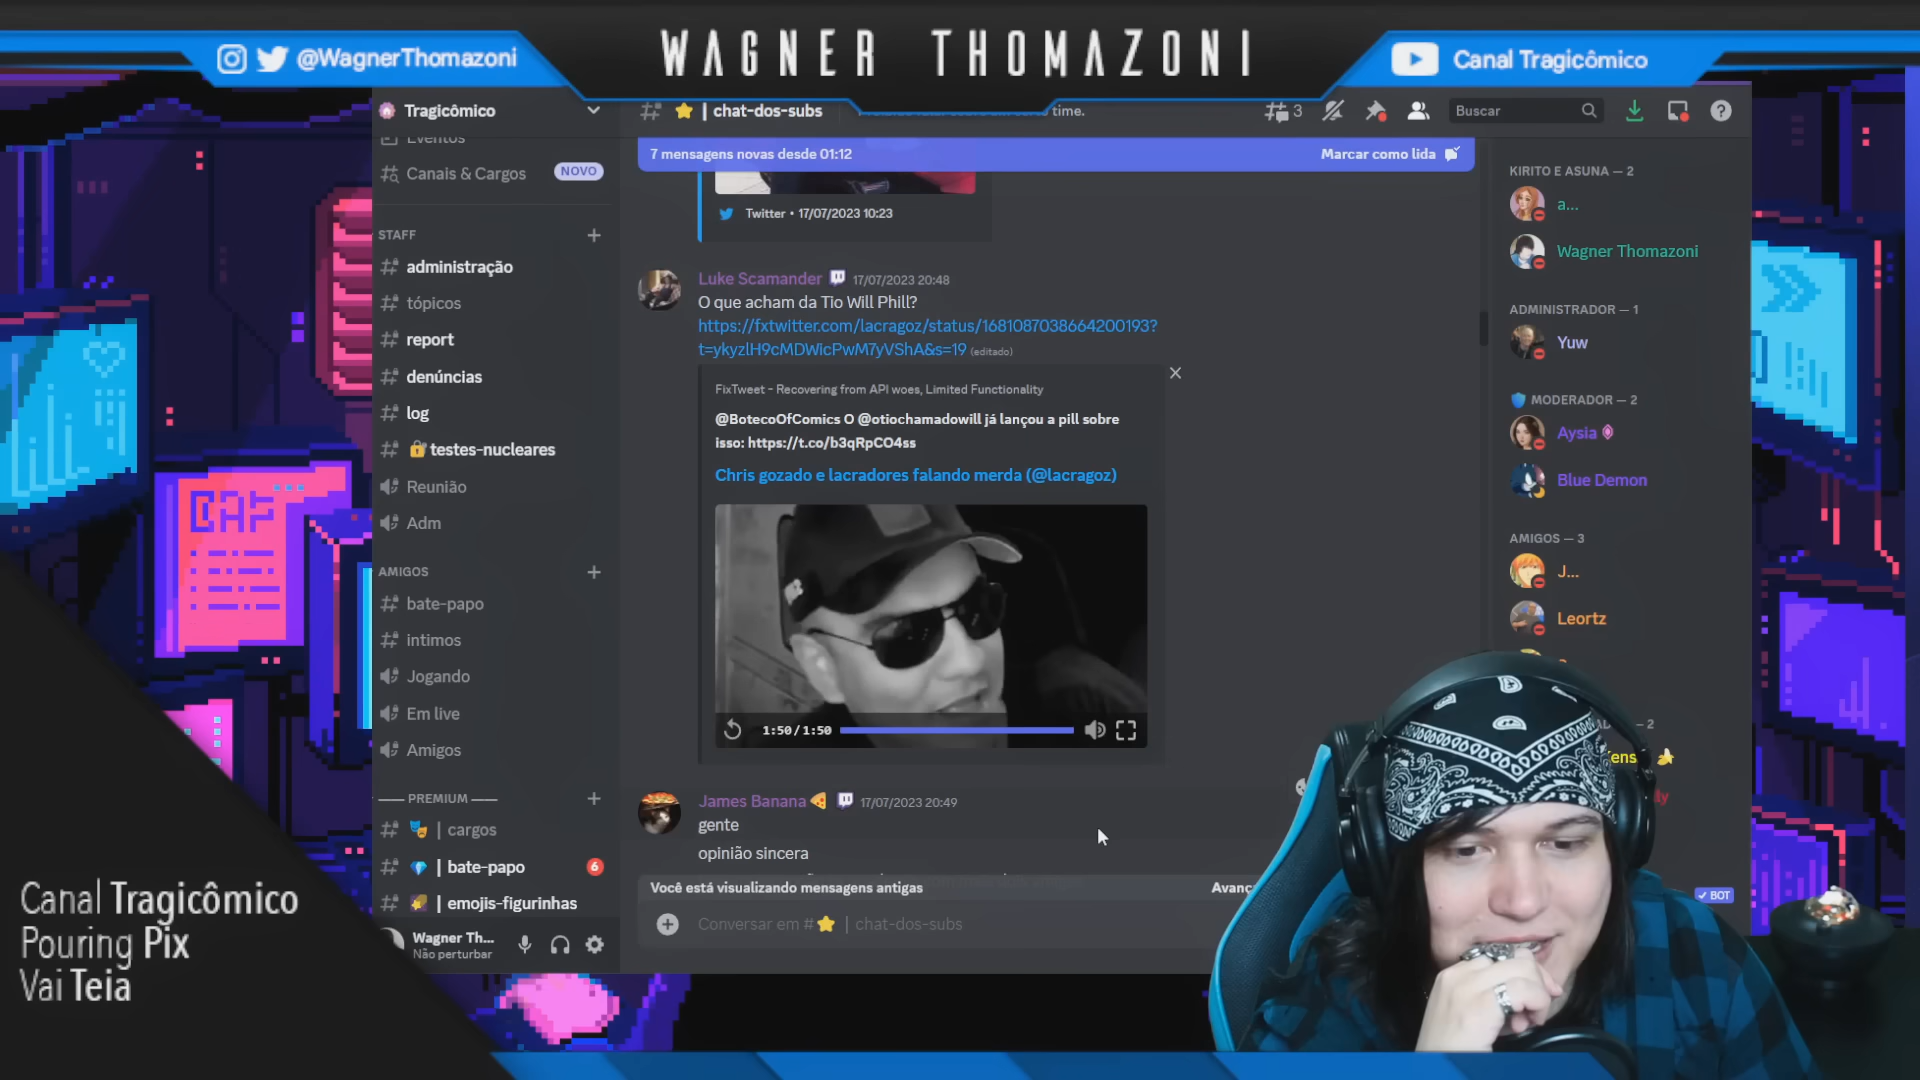 WAGNER THOMAZONI
@WagnerThomazoni
Canal Tragicômico
Tragicômico
Eventos
Canais & Cargos
NOVO
STAFF
administração
tópicos
report
denúncias
log
testes-nucleares
Reunião
Adm
AMIGOS
bate-papo
intimos
Jogando
Em live
Amigos
PREMIUM
| cargos
| bate-papo
6
| emojis-figurinhas
Wagner Th...
Não perturbar
| chat-dos-subs
time.
3
Buscar
7 mensagens novas desde 01:12
Marcar como lida
Twitter • 17/07/2023 10:23
Luke Scamander 17/07/2023 20:48
O que acham da Tio Will Phill?
https://fxtwitter.com/lacragoz/status/1681087038664200193?
t=ykyzlH9cMDWicPwM7yVShA&s=19 (editado)
FixTweet - Recovering from API woes, Limited Functionality
@BotecoOfComics O @otiochamadowill já lançou a pill sobre
isso: https://t.co/b3qRpCO4ss
Chris gozado e lacradores falando merda (@lacragoz)
1:50/1:50
James Banana 17/07/2023 20:49
gente
opinião sincera
Você está visualizando mensagens antigas
Avanç
Conversar em # | chat-dos-subs
KIRITO E ASUNA — 2
a...
Wagner Thomazoni
ADMINISTRADOR — 1
Yuw
MODERADOR — 2
Aysia
Blue Demon
AMIGOS — 3
J...
Leortz
— 2
ens
BOT
Canal Tragicômico
Pouring Pix
Vai Teia